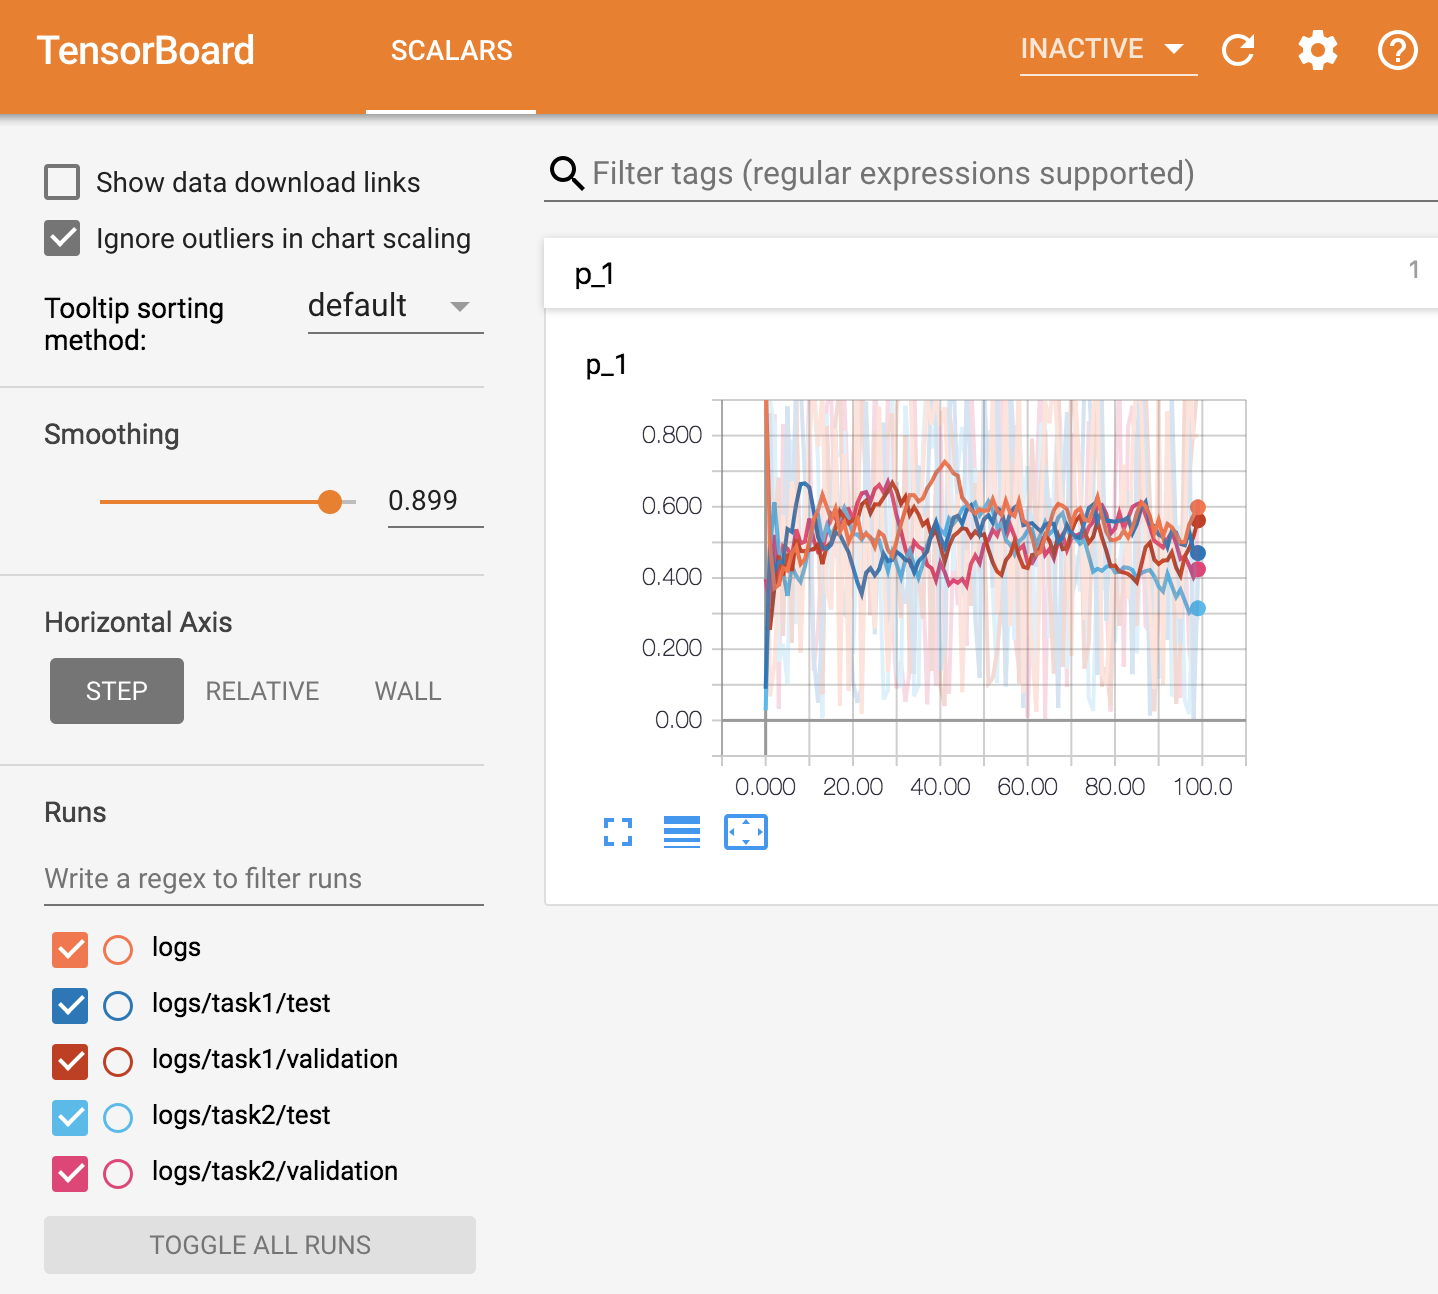 TensorBoard
SCALARS
INACTIVE
Show data download links
Ignore outliers in chart scaling
Tooltip sorting
method:
default
Smoothing
0.899
Horizontal Axis
STEP RELATIVE WALL
Runs
Write a regex to filter runs
logs
logs/task1/test
logs/task1/validation
logs/task2/test
logs/task2/validation
TOGGLE ALL RUNS
Filter tags (regular expressions supported)
p_1
1
p_1
0.800
0.600
0.400
0.200
0.00
0.000 20.00 40.00 60.00 80.00 100.0